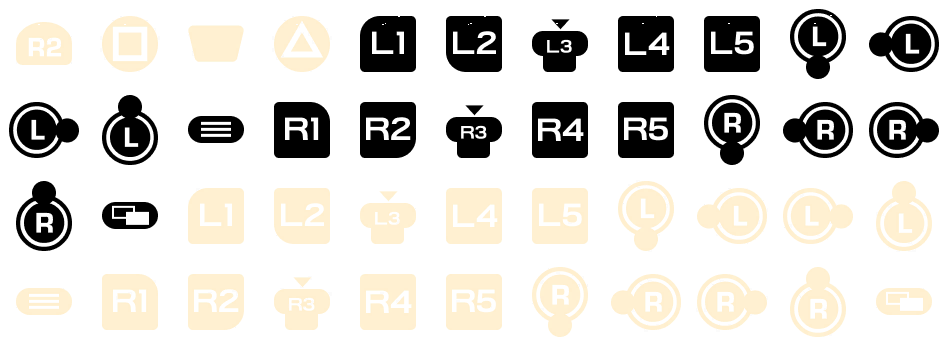 R2 L1 L2 L3 L4 L5 L L
L L R1 R2 R3 R4 R5 R R R
R L1 L2 L3 L4 L5 L L L L
R1 R2 R3 R4 R5 R R R R